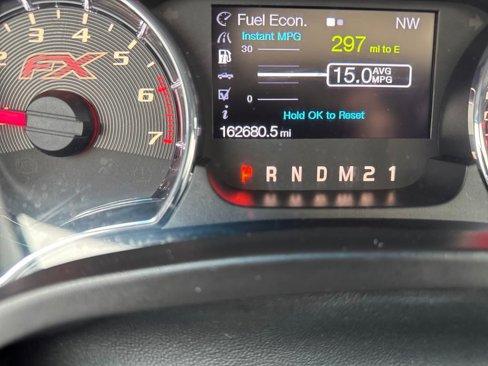 Fuel Econ. NW
Instant MPG
30
297 mi to E
15.0 AVG MPG
0
Hold OK to Reset
i
162680.5 mi
P R N D M 2 1
2 3 4 5 6 7
FX